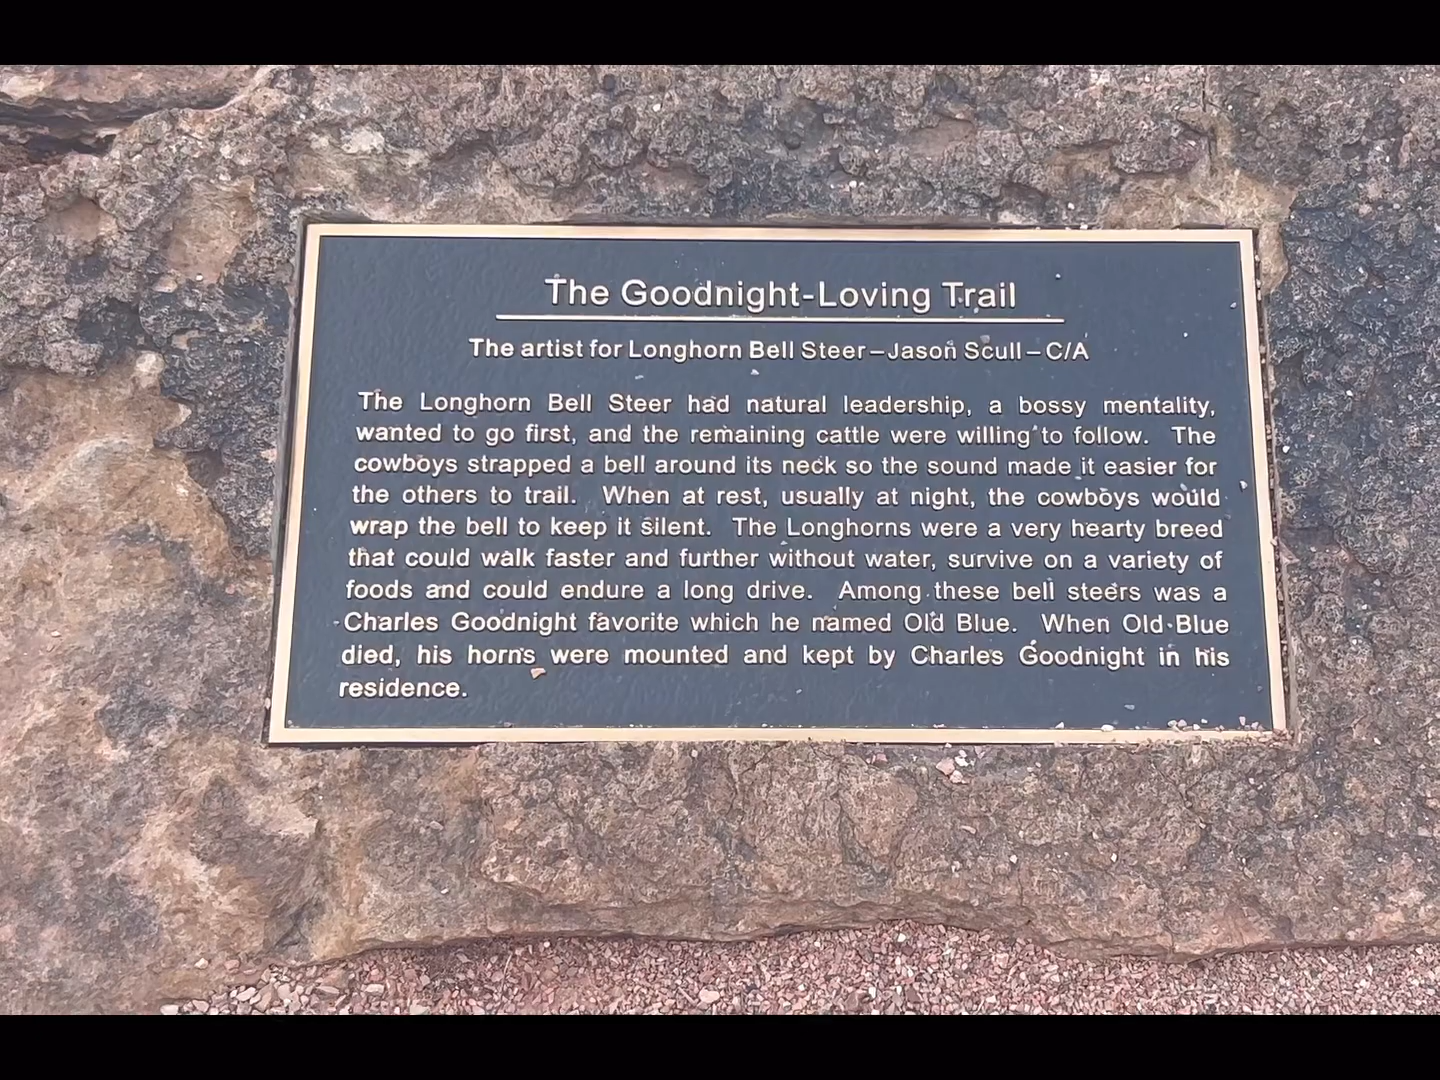 The Goodnight-Loving Trail
The artist for Longhorn Bell Steer – Jason Scull – C/A
The Longhorn Bell Steer had natural leadership, a bossy mentality,
wanted to go first, and the remaining cattle were willing to follow. The
cowboys strapped a bell around its neck so the sound made it easier for
the others to trail. When at rest, usually at night, the cowboys would
wrap the bell to keep it silent. The Longhorns were a very hearty breed
that could walk faster and further without water, survive on a variety of
foods and could endure a long drive. Among these bell steers was a
Charles Goodnight favorite which he named Old Blue. When Old Blue
died, his horns were mounted and kept by Charles Goodnight in his
residence.